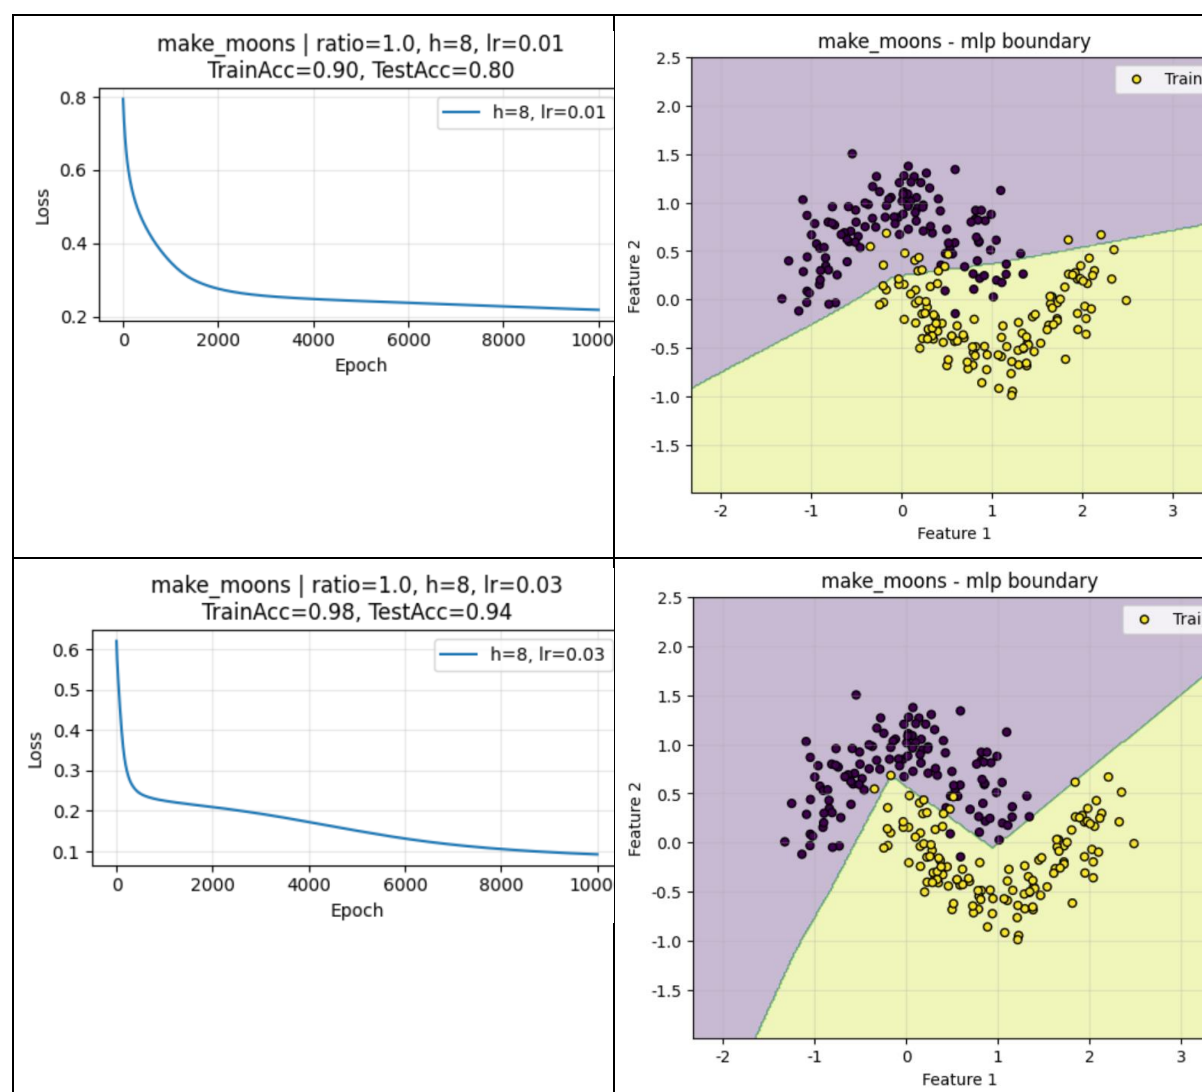 make_moons | ratio=1.0, h=8, lr=0.01
TrainAcc=0.90, TestAcc=0.80
h=8, lr=0.01
0.8
0.6
0.4
0.2
Loss
0 2000 4000 6000 8000 1000
Epoch
make_moons - mlp boundary
Train
2.5
2.0
1.5
1.0
0.5
0.0
-0.5
-1.0
-1.5
Feature 2
-2 -1 0 1 2 3
Feature 1
make_moons | ratio=1.0, h=8, lr=0.03
TrainAcc=0.98, TestAcc=0.94
h=8, lr=0.03
0.6
0.5
0.4
0.3
0.2
0.1
Loss
0 2000 4000 6000 8000 1000
Epoch
make_moons - mlp boundary
Trai
2.5
2.0
1.5
1.0
0.5
0.0
-0.5
-1.0
-1.5
Feature 2
-2 -1 0 1 2 3
Feature 1